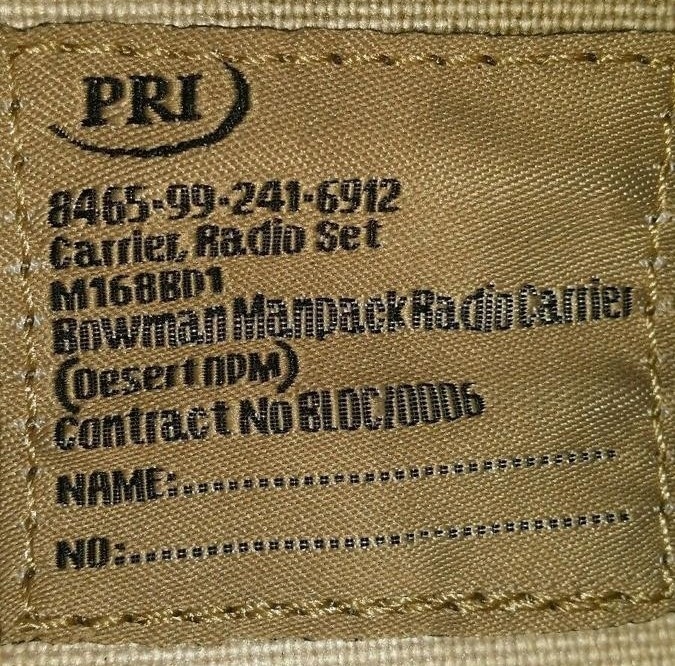 PRI
8465-99-241-6912
Carrier, Radio Set
M168BD1
Bowman Manpack Radio Carrier
(Desert DPM)
Contract No BLDC/0006
NAME:..............................
NO:...................................